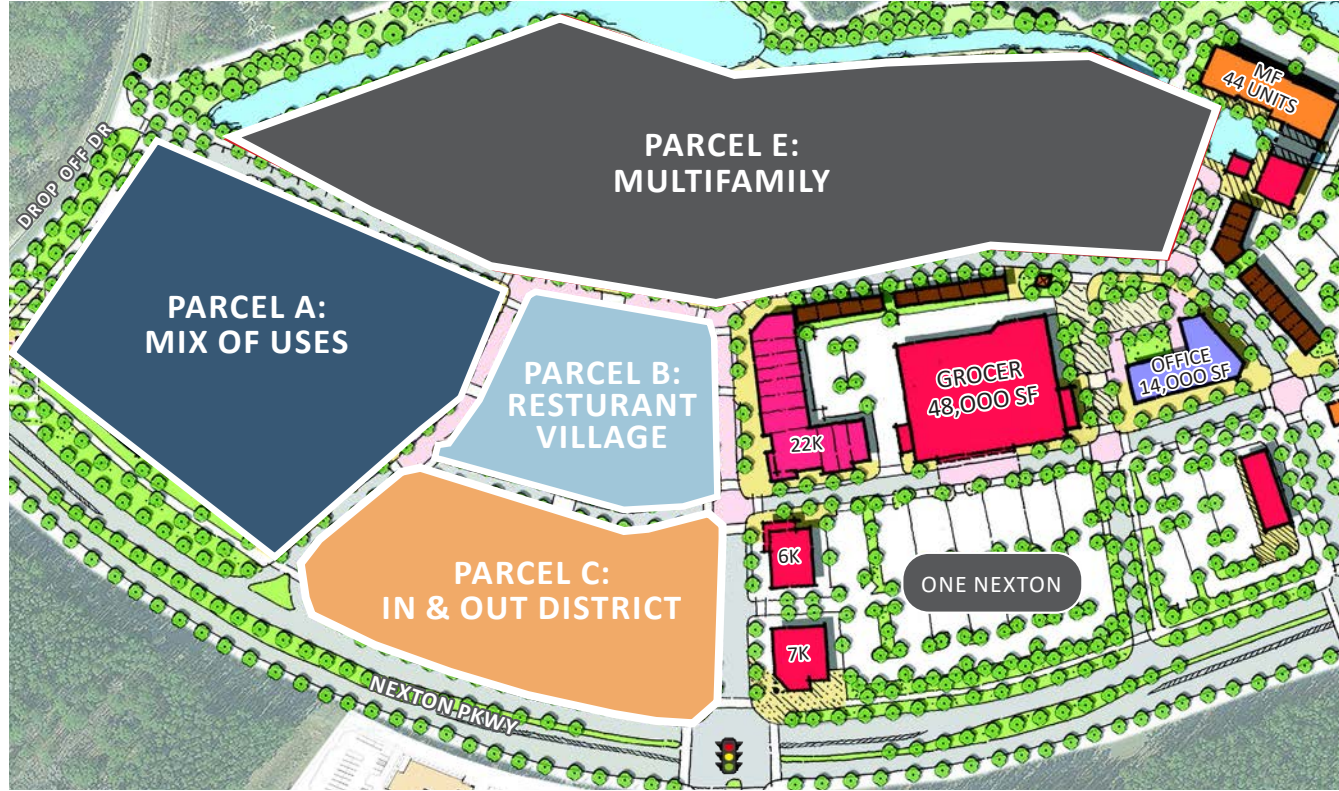 MF
44 UNITS
DROP OFF DR
PARCEL E:
MULTIFAMILY
PARCEL A:
MIX OF USES
PARCEL B:
RESTURANT
VILLAGE
22K
GROCER
48,000 SF
OFFICE
14,000 SF
PARCEL C:
IN & OUT DISTRICT
6K
ONE NEXTON
7K
NEXTON PKWY